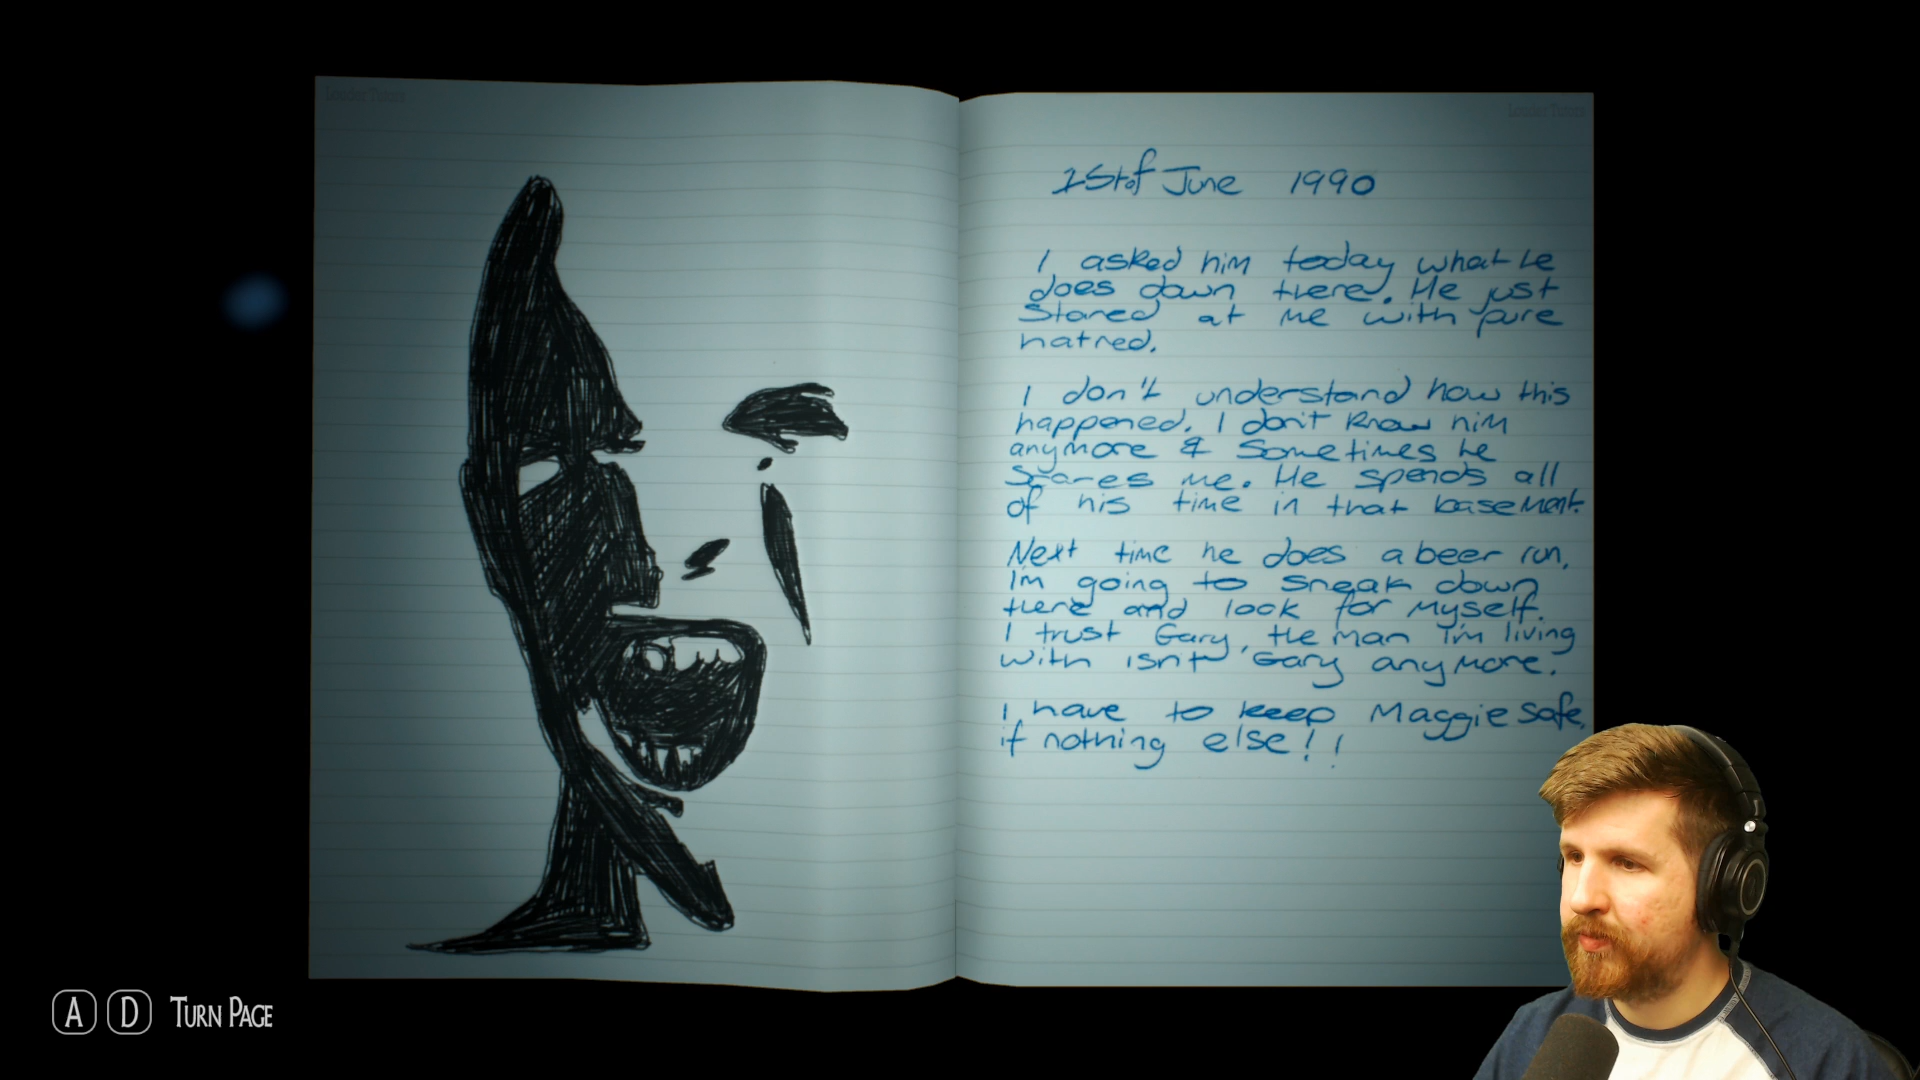 1st of June 1990
I asked him today what he
does down there. He just
stared at me with pure
hatred.
I don't understand how this
happened. I don't know him
anymore & sometimes he
scares me. He spends all
of his time in that basement.
Next time he does a beer run,
I'm going to sneak down
there and look for myself.
I trust Gary, the man I'm living
with isn't Gary anymore.
I have to keep Maggie safe,
if nothing else!!
A D TURN PAGE